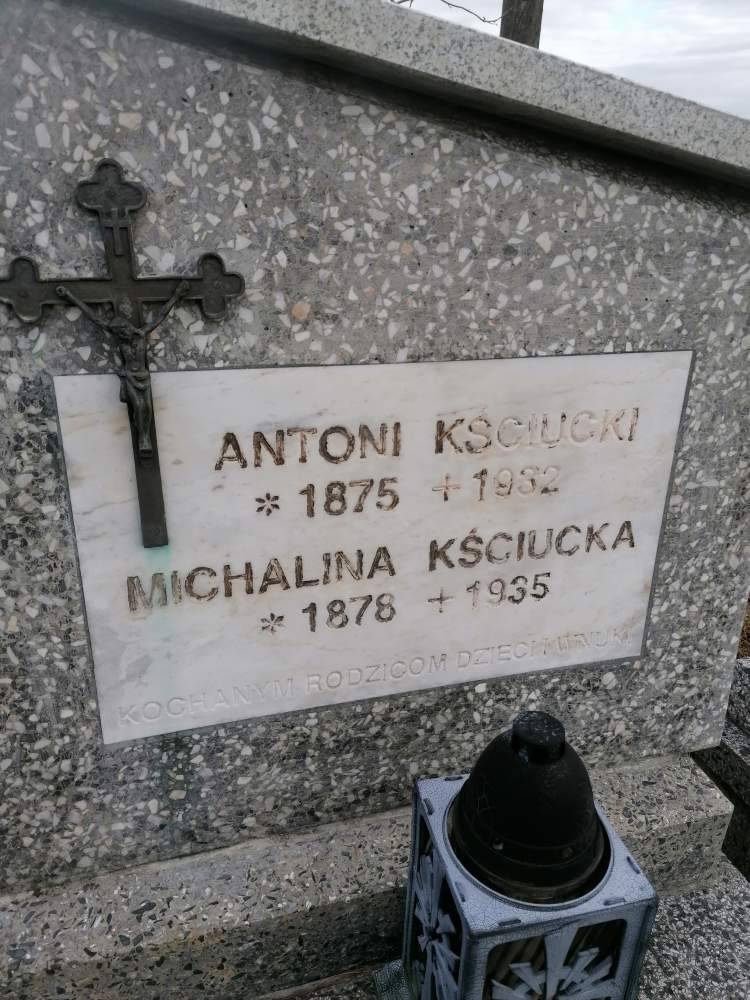 ANTONI KŚCIUCKI
* 1875 + 1932
MICHALINA KŚCIUCKA
* 1878 + 1935
KOCHANYM RODZICOM DZIECI I WNUKI